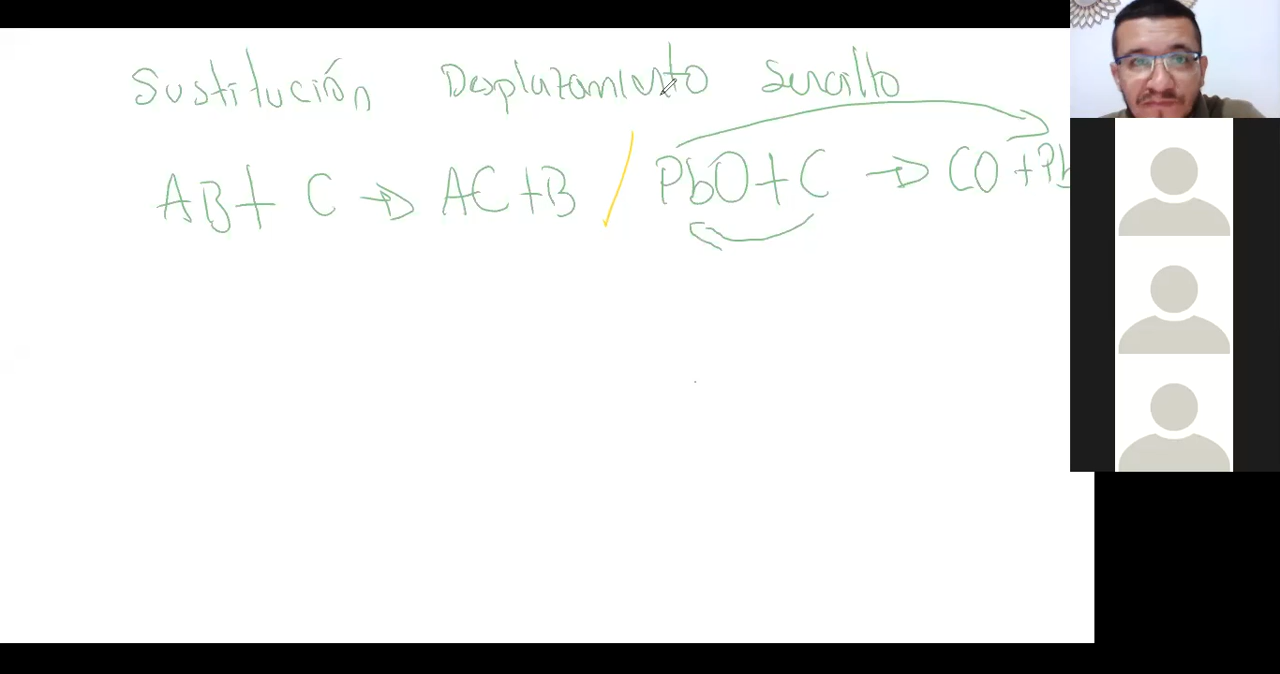 Sustitución Desplazamiento Sencillo
AB + C → AC + B / PbO + C → CO + Pb